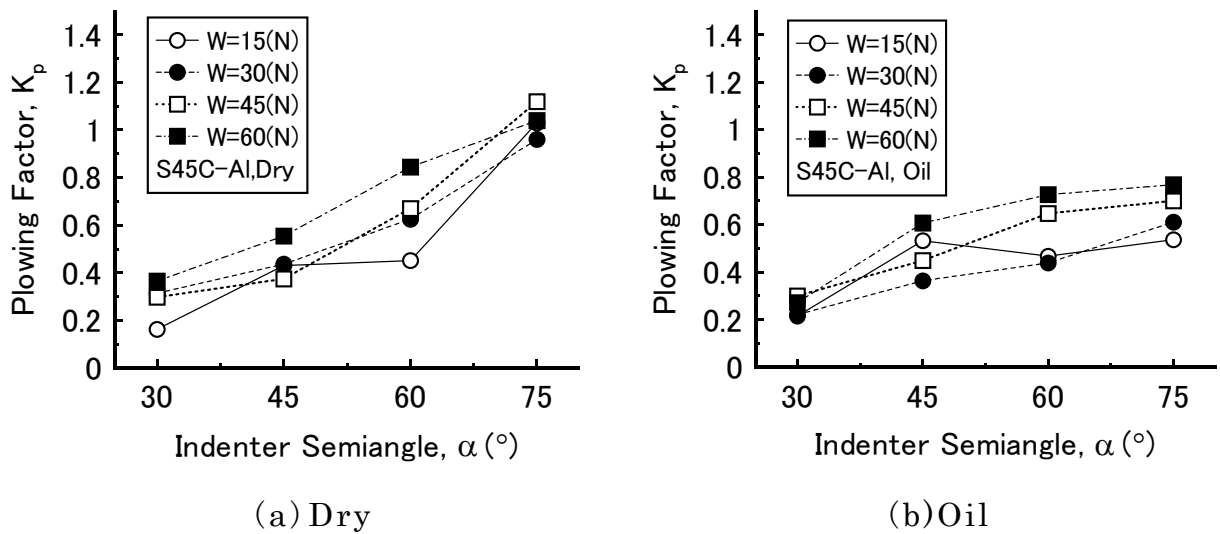 1.4
1.2
1
0.8
0.6
0.4
0.2
0
Plowing Factor, Kp
W=15(N)
W=30(N)
W=45(N)
W=60(N)
S45C-Al,Dry
30 45 60 75
Indenter Semiangle, α(°)
(a) Dry
1.4
1.2
1
0.8
0.6
0.4
0.2
0
Plowing Factor, Kp
W=15(N)
W=30(N)
W=45(N)
W=60(N)
S45C-Al, Oil
30 45 60 75
Indenter Semiangle, α(°)
(b)Oil